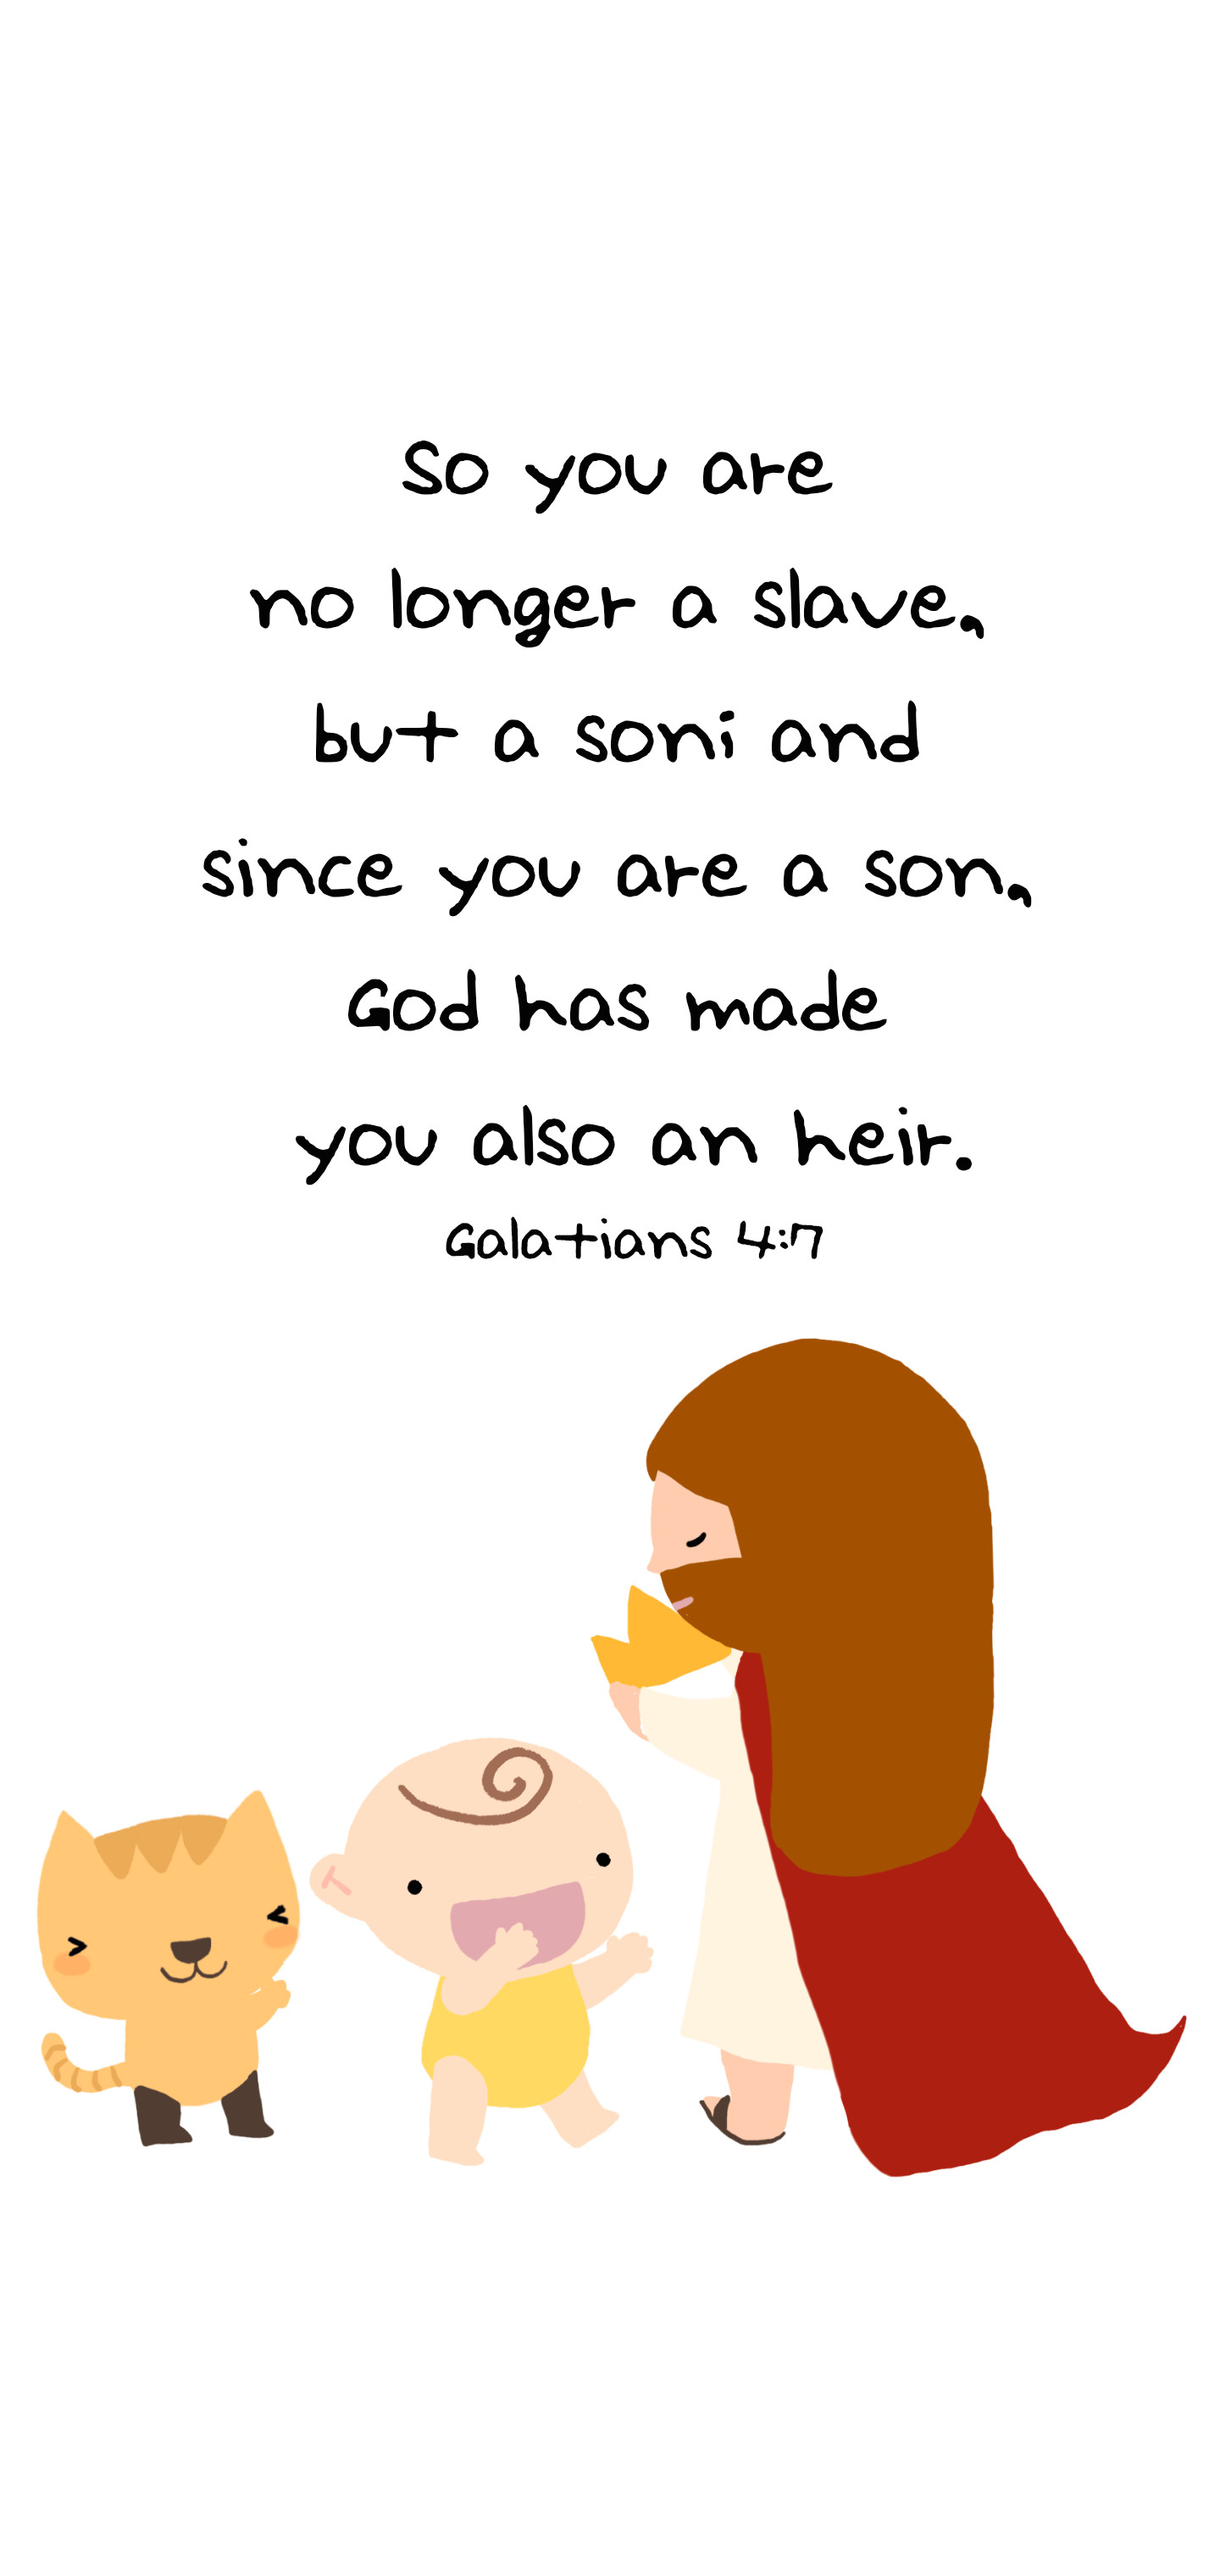 So you are
no longer a slave,
but a soni and
since you are a son,
God has made
you also an heir.
Galatians 4:7